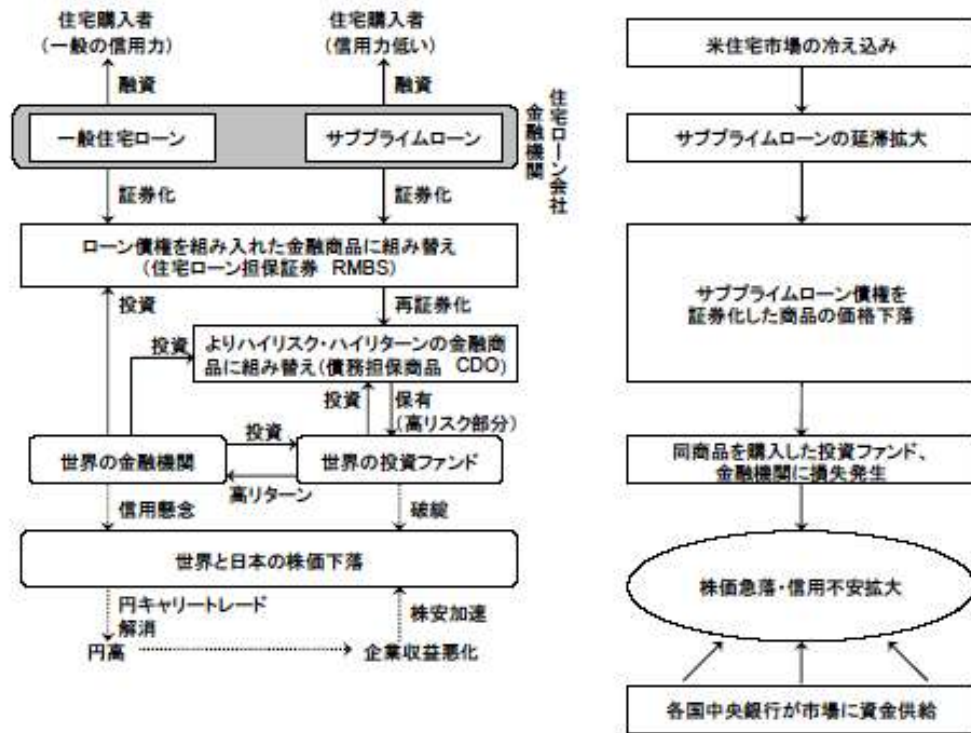 住宅購入者
(一般の信用力)
住宅購入者
(信用力低い)
融資
融資
一般住宅ローン
サブプライムローン
住宅ローン会社
金融機関
証券化
証券化
ローン債権を組み入れた金融商品に組み替え
(住宅ローン担保証券 RMBS)
投資
再証券化
投資
よりハイリスク・ハイリターンの金融商
品に組み替え(債務担保商品 CDO)
投資
保有
(高リスク部分)
世界の金融機関
投資
高リターン
世界の投資ファンド
信用懸念
破綻
世界と日本の株価下落
円キャリートレード
解消
株安加速
円高
企業収益悪化
米住宅市場の冷え込み
サブプライムローンの延滞拡大
サブプライムローン債権を
証券化した商品の価格下落
同商品を購入した投資ファンド、
金融機関に損失発生
株価急落・信用不安拡大
各国中央銀行が市場に資金供給